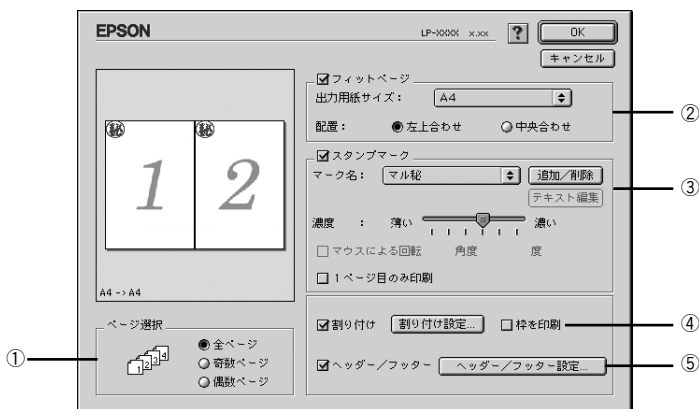 EPSON
LP-XXXX x.xx
?
OK
キャンセル
フィットページ
出力用紙サイズ：
A4
配置：
左上合わせ
中央合わせ
②
スタンプマーク
マーク名：
マル秘
追加／削除
テキスト編集
濃度 ：
薄い
濃い
マウスによる回転
角度
度
1ページ目のみ印刷
③
㊙
1
㊙
2
A4 -> A4
割り付け
割り付け設定...
枠を印刷
④
ヘッダー／フッター
ヘッダー／フッター設定...
⑤
①
ページ選択
1 2 3 4
全ページ
奇数ページ
偶数ページ